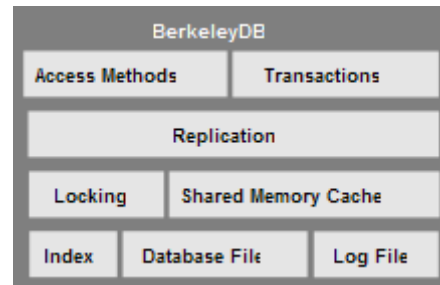 BerkeleyDB
Access Methods Transactions
Replication
Locking Shared Memory Cache
Index Database File Log File